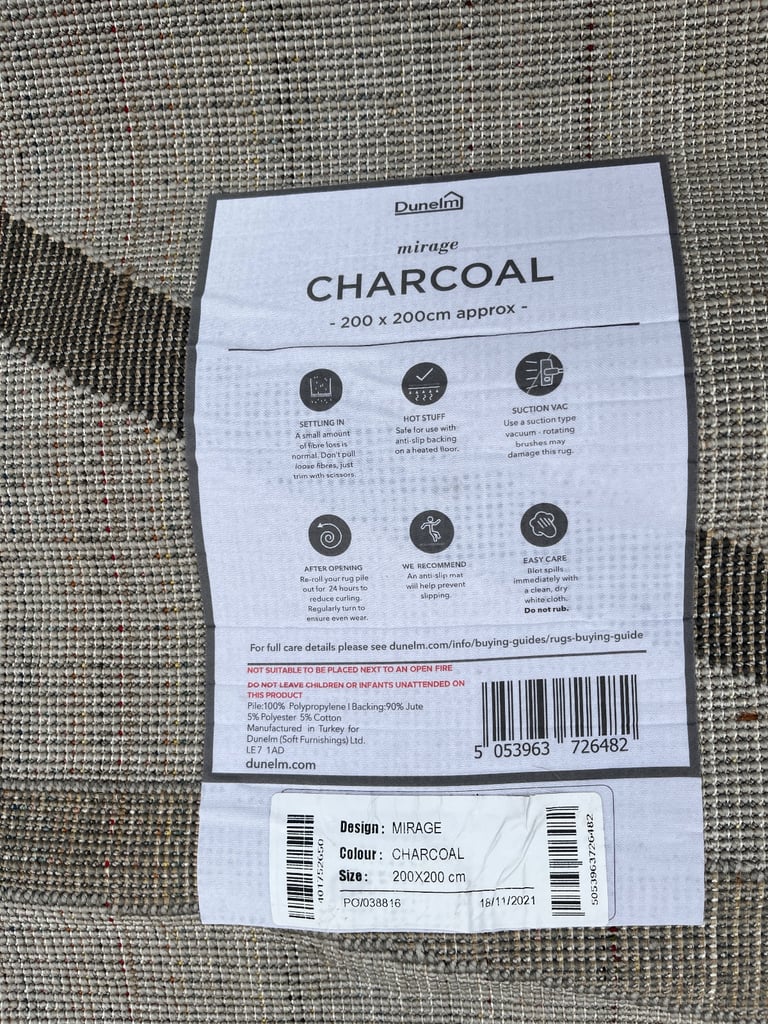 Dunelm
mirage
CHARCOAL
- 200 x 200cm approx -
SETTLING IN
A small amount
of fibre loss is
normal. Don't pull
loose fibres, just
trim with scissors.
HOT STUFF
Safe for use with
anti-slip backing
on a heated floor.
SUCTION VAC
Use a suction type
vacuum - rotating
brushes may
damage this rug.
AFTER OPENING
Re-roll your rug pile
out for 24 hours to
reduce curling.
Regularly turn to
ensure even wear.
WE RECOMMEND
An anti-slip mat
will help prevent
slipping.
EASY CARE
Blot spills
immediately with
a clean, dry
white cloth.
Do not rub.
For full care details please see dunelm.com/info/buying-guides/rugs-buying-guide
NOT SUITABLE TO BE PLACED NEXT TO AN OPEN FIRE
DO NOT LEAVE CHILDREN OR INFANTS UNATTENDED ON
THIS PRODUCT
Pile:100% Polypropylene I Backing:90% Jute
5% Polyester 5% Cotton
Manufactured in Turkey for
Dunelm (Soft Furnishings) Ltd.
LE7 1AD
dunelm.com
5 053963 726482
401752650
Design : MIRAGE
Colour : CHARCOAL
Size : 200X200 cm
PO/038816 18/11/2021
5053963726482